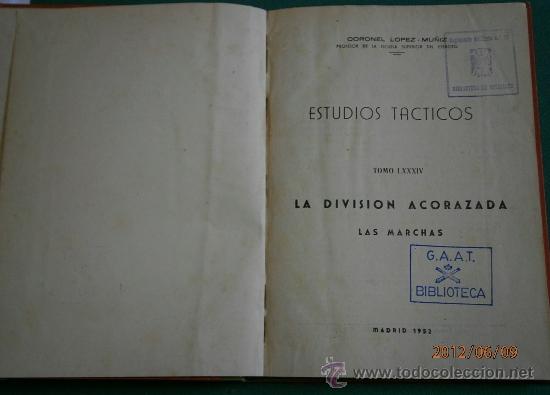 CORONEL LOPEZ-MUÑIZ
PROFESOR DE LA ESCUELA SUPERIOR DEL EJERCITO
ESTUDIOS TACTICOS
TOMO LXXXIV
LA DIVISION ACORAZADA
LAS MARCHAS
G.A.A.T.
BIBLIOTECA
MADRID 1952
2012/06/09
todocoleccion.net